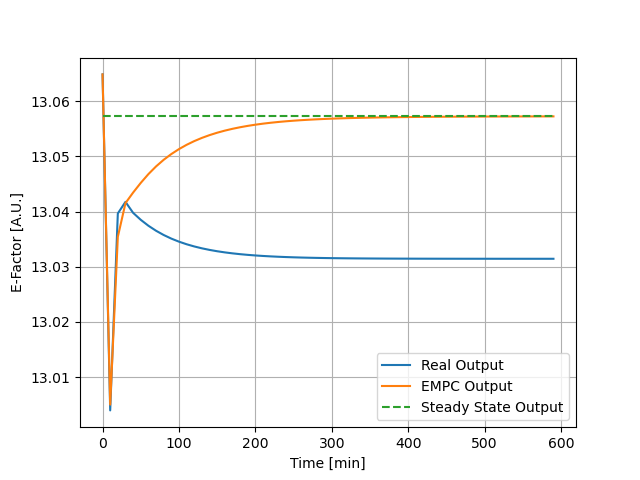 13.06
13.05
13.04
13.03
13.02
13.01
E-Factor [A.U.]
Real Output
EMPC Output
Steady State Output
0 100 200 300 400 500 600
Time [min]